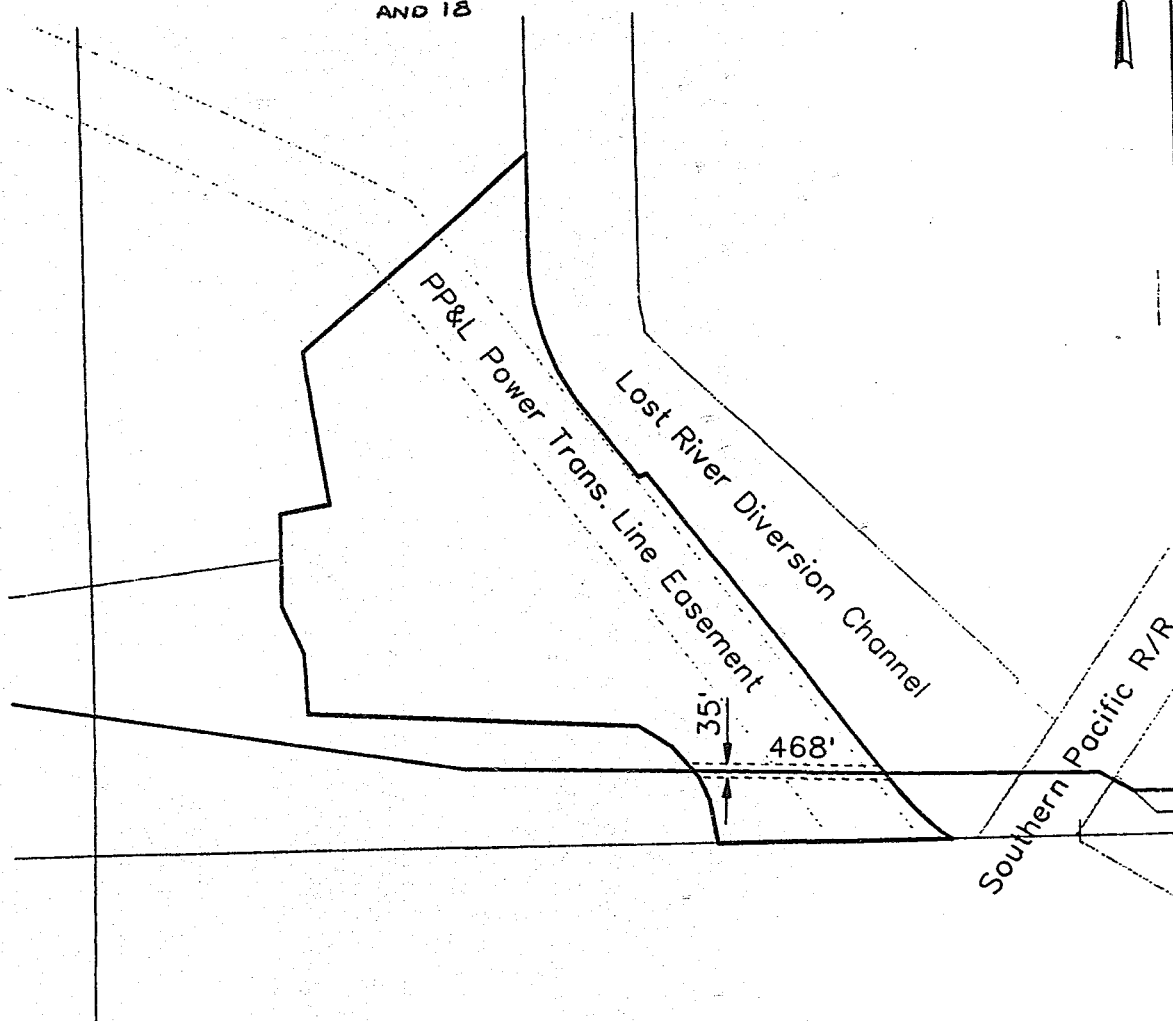 AND 18
PP&L Power Trans. Line Easement
Lost River Diversion Channel
35'
468'
Southern Pacific R/R